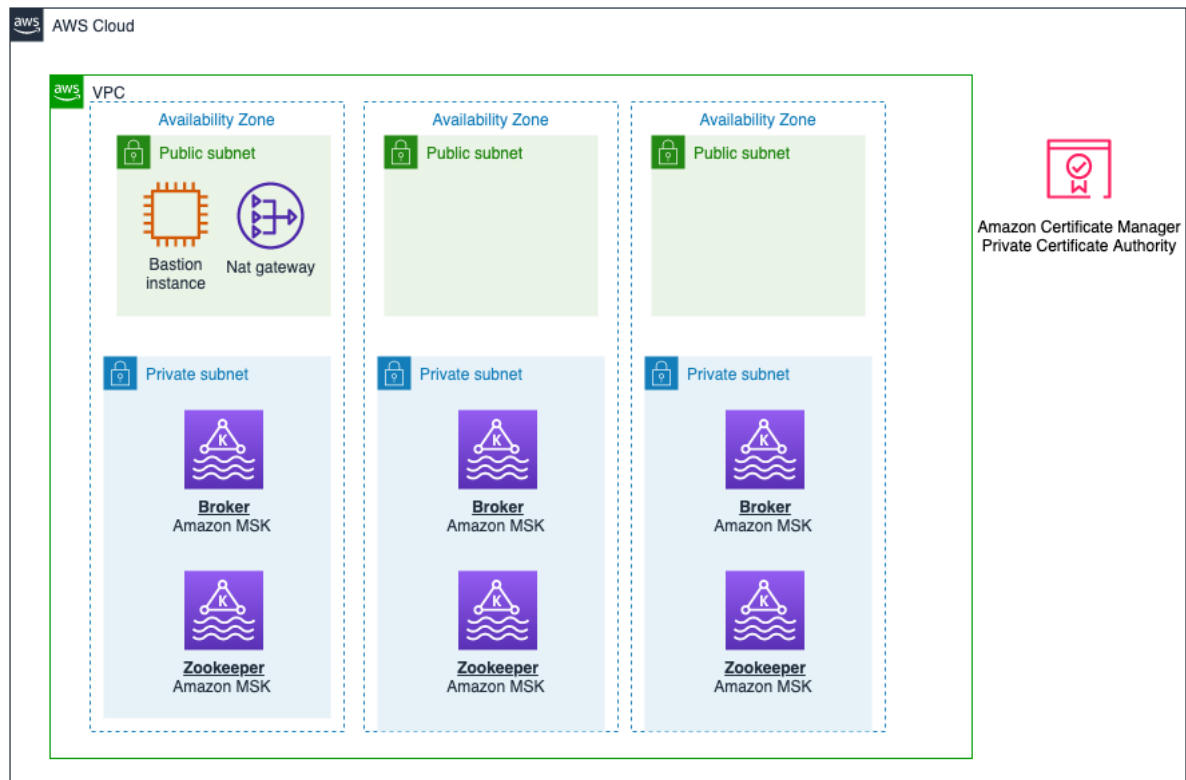 aws
AWS Cloud
aws
VPC
Availability Zone
Availability Zone
Availability Zone
Public subnet
Public subnet
Public subnet
Bastion
instance
Nat gateway
Amazon Certificate Manager
Private Certificate Authority
Private subnet
Private subnet
Private subnet
K
K
K
Broker
Amazon MSK
Broker
Amazon MSK
Broker
Amazon MSK
K
K
K
Zookeeper
Amazon MSK
Zookeeper
Amazon MSK
Zookeeper
Amazon MSK